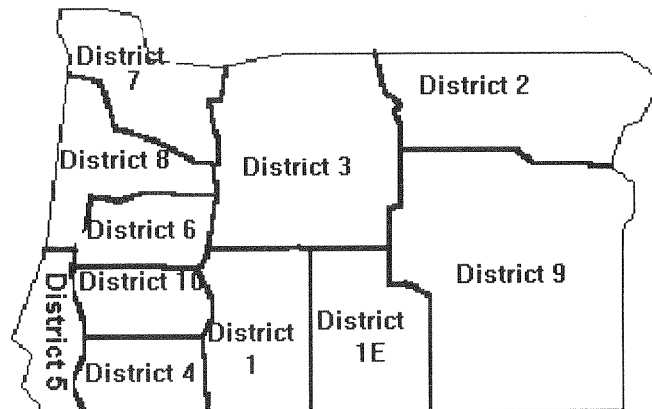 District
7
District 2
District 8
District 3
District 6
District 9
District 10
District 5
District
1
District
1E
District 4